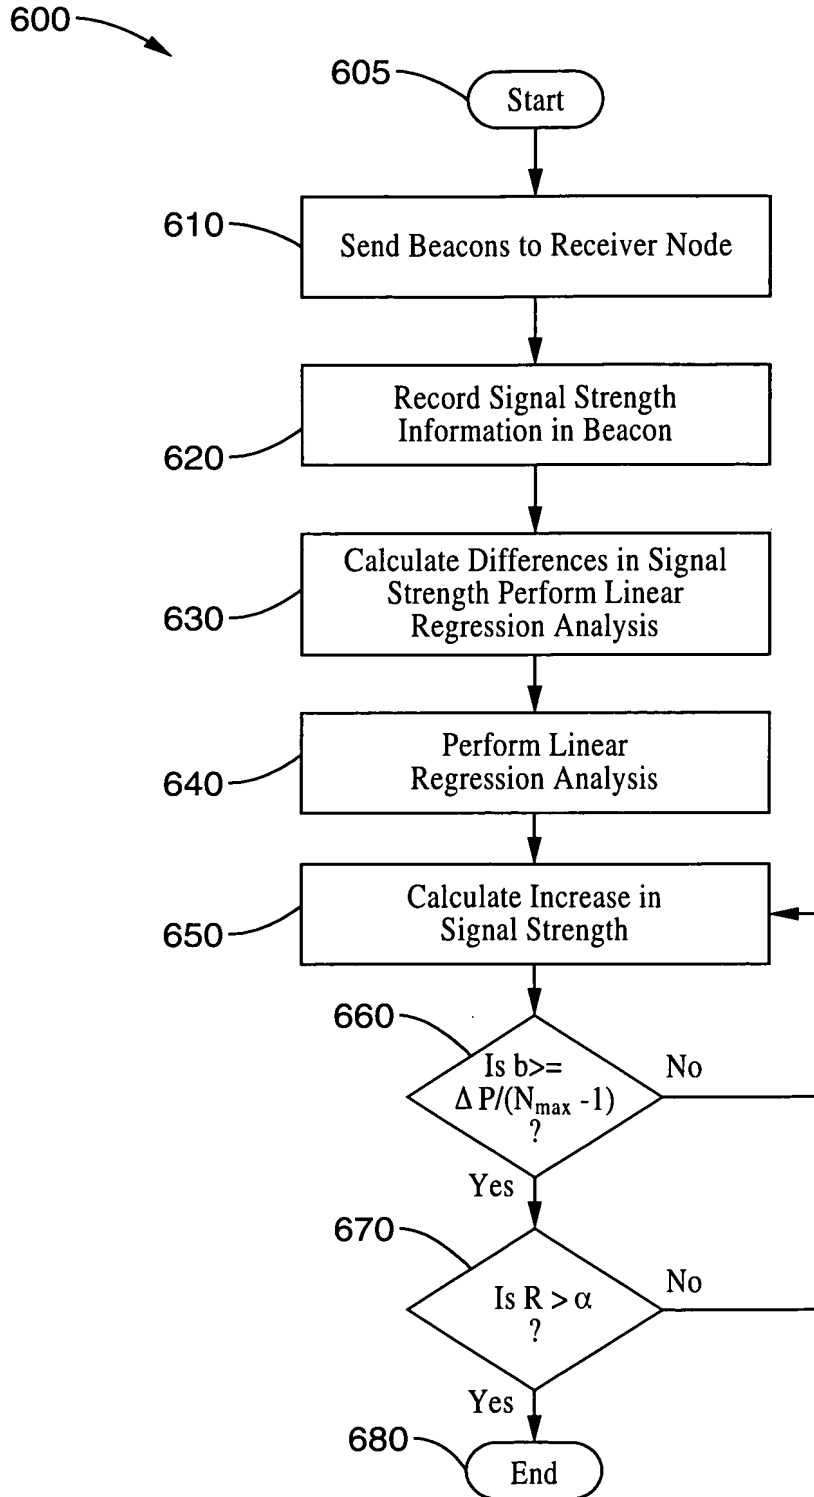 600
605
Start
610
Send Beacons to Receiver Node
620
Record Signal Strength
Information in Beacon
630
Calculate Differences in Signal
Strength Perform Linear
Regression Analysis
640
Perform Linear
Regression Analysis
650
Calculate Increase in
Signal Strength
660
Is b>=
Δ P/(Nmax -1)
?
No
Yes
670
Is R > α
?
No
Yes
680
End